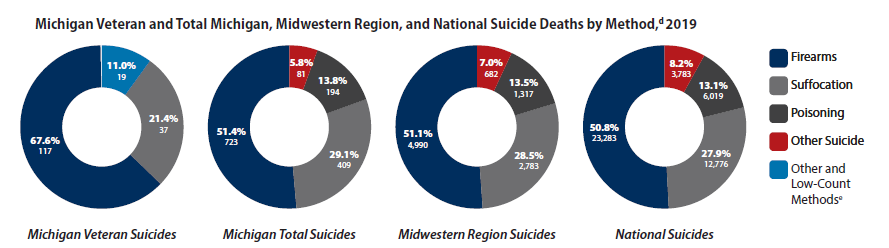 Michigan Veteran and Total Michigan, Midwestern Region, and National Suicide Deaths by Method,ᵈ 2019
11.0%
19
21.4%
37
67.6%
117
Michigan Veteran Suicides
5.8%
81
13.8%
194
29.1%
409
51.4%
723
Michigan Total Suicides
7.0%
682
13.5%
1,317
28.5%
2,783
51.1%
4,990
Midwestern Region Suicides
8.2%
3,783
13.1%
6,019
27.9%
12,776
50.8%
23,283
National Suicides
Firearms
Suffocation
Poisoning
Other Suicide
Other and
Low-Count
Methodsᵉ